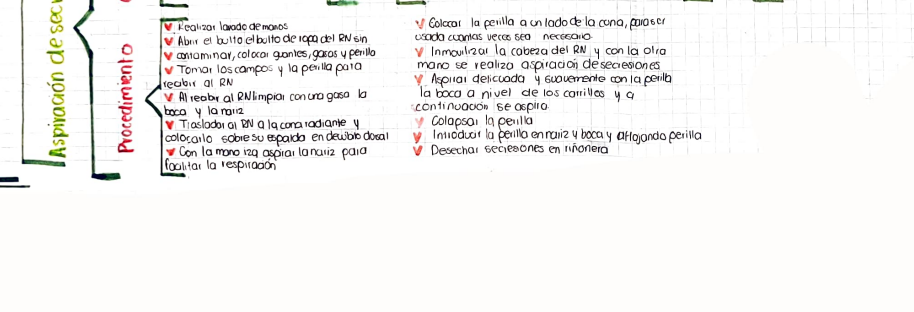 Aspiración de sec
Procedimiento
Realizar lavado de manos
Abrir el bulto el bulto de ropa del RN sin
contaminar, colocar guantes, gasas y perilla
Tomar los campos y la perilla para
recibir al RN
Al recibir al RN limpiar con una gasa la
boca y la nariz
Trasladar al RN a la cuna radiante y
colocarlo sobre su espalda en decubito dorsal
Con la mano izq aspirar la nariz para
facilitar la respiración
Colocar la perilla a un lado de la cuna, para ser
usada cuantas veces sea necesario
Inmovilizar la cabeza del RN y con la otra
mano se realiza aspiracion de secresiones
Aspirar delicuada y suavemente con la perilla
la boca a nivel de los carrillos y a
continuación se aspira
Colapsar la perilla
Introducir la perilla en nariz y boca y aflojando perilla
Desechar secresiones en riñonera